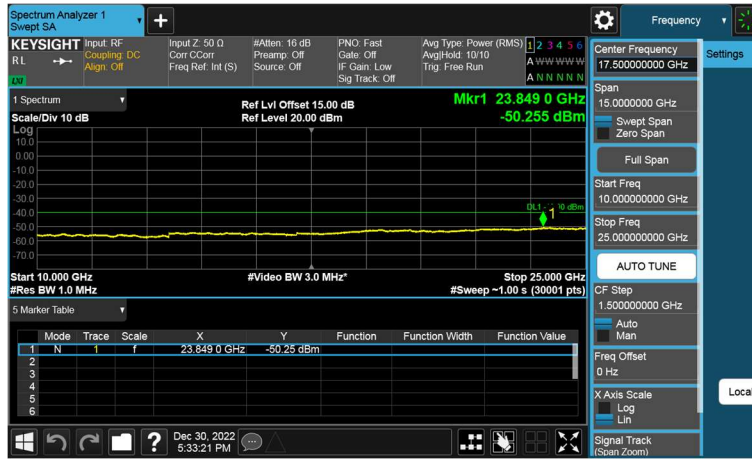 Spectrum Analyzer 1
Swept SA
Frequency
KEYSIGHT
RL
LXI
Input: RF
Coupling: DC
Align: Off
Input Z: 50 Ω
Corr CCorr
Freq Ref: Int (S)
#Atten: 16 dB
Preamp: Off
Source: Off
PNO: Fast
Gate: Off
IF Gain: Low
Sig Track: Off
Avg Type: Power (RMS)
Avg|Hold: 10/10
Trig: Free Run
1 2 3 4 5 6
A W W W W W
A N N N N N
1 Spectrum
Scale/Div 10 dB
Ref Lvl Offset 15.00 dB
Ref Level 20.00 dBm
Mkr1 23.849 0 GHz
-50.255 dBm
Log
10.0
0.00
-10.0
-20.0
-30.0
-40.0
-50.0
-60.0
-70.0
1
Start 10.000 GHz
#Res BW 1.0 MHz
#Video BW 3.0 MHz*
Stop 25.000 GHz
#Sweep ~1.00 s (30001 pts)
5 Marker Table
Mode Trace Scale X Y Function Function Width Function Value
1 N 1 f 23.849 0 GHz -50.25 dBm
2
3
4
5
6
Dec 30, 2022
5:33:21 PM
Center Frequency
17.500000000 GHz
Settings
Span
15.0000000 GHz
Swept Span
Zero Span
Full Span
Start Freq
10.000000000 GHz
Stop Freq
25.000000000 GHz
AUTO TUNE
CF Step
1.500000000 GHz
Auto
Man
Freq Offset
0 Hz
X Axis Scale
Log
Lin
Local
Signal Track
(Span Zoom)